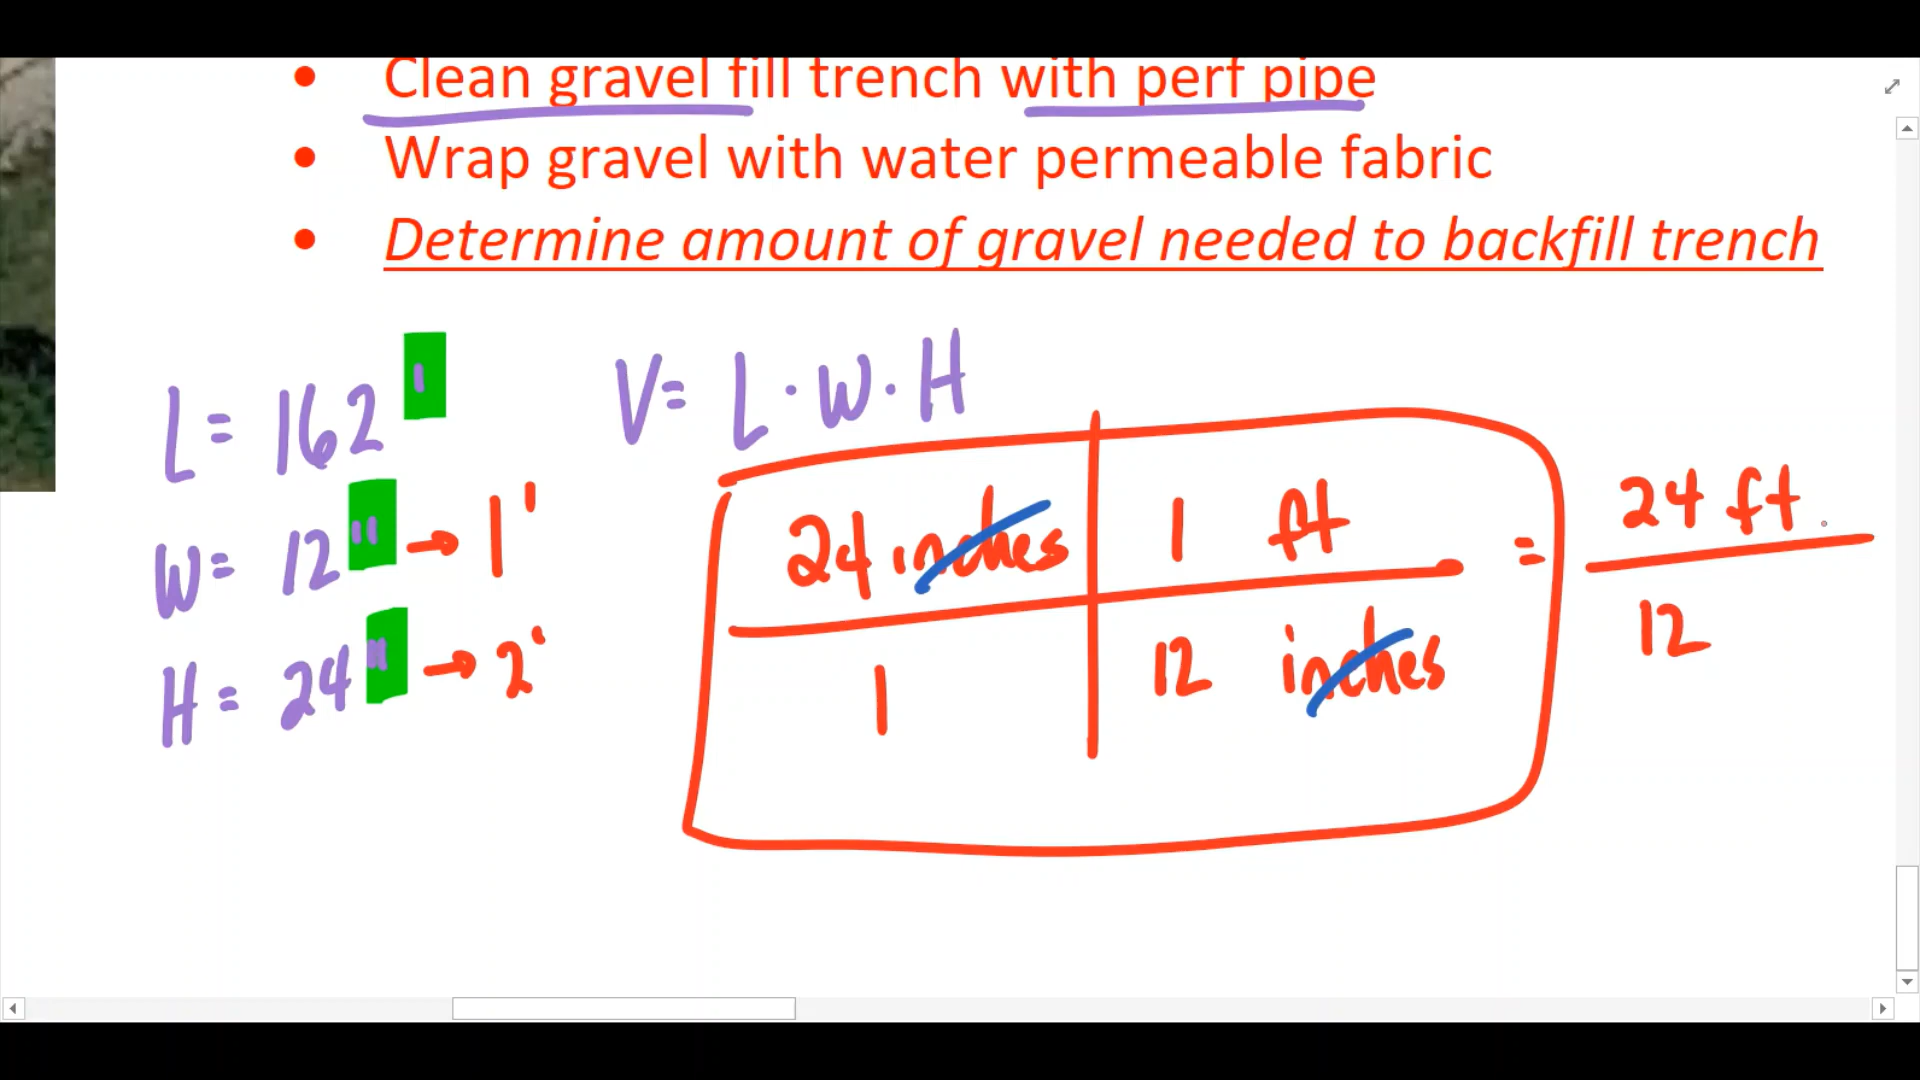 • Clean gravel fill trench with perf pipe
• Wrap gravel with water permeable fabric
• Determine amount of gravel needed to backfill trench
L = 162'
W = 12" → 1'
H = 24" → 2'
V = L · W · H
24 inches 1 ft = 24 ft
1 12 inches 12